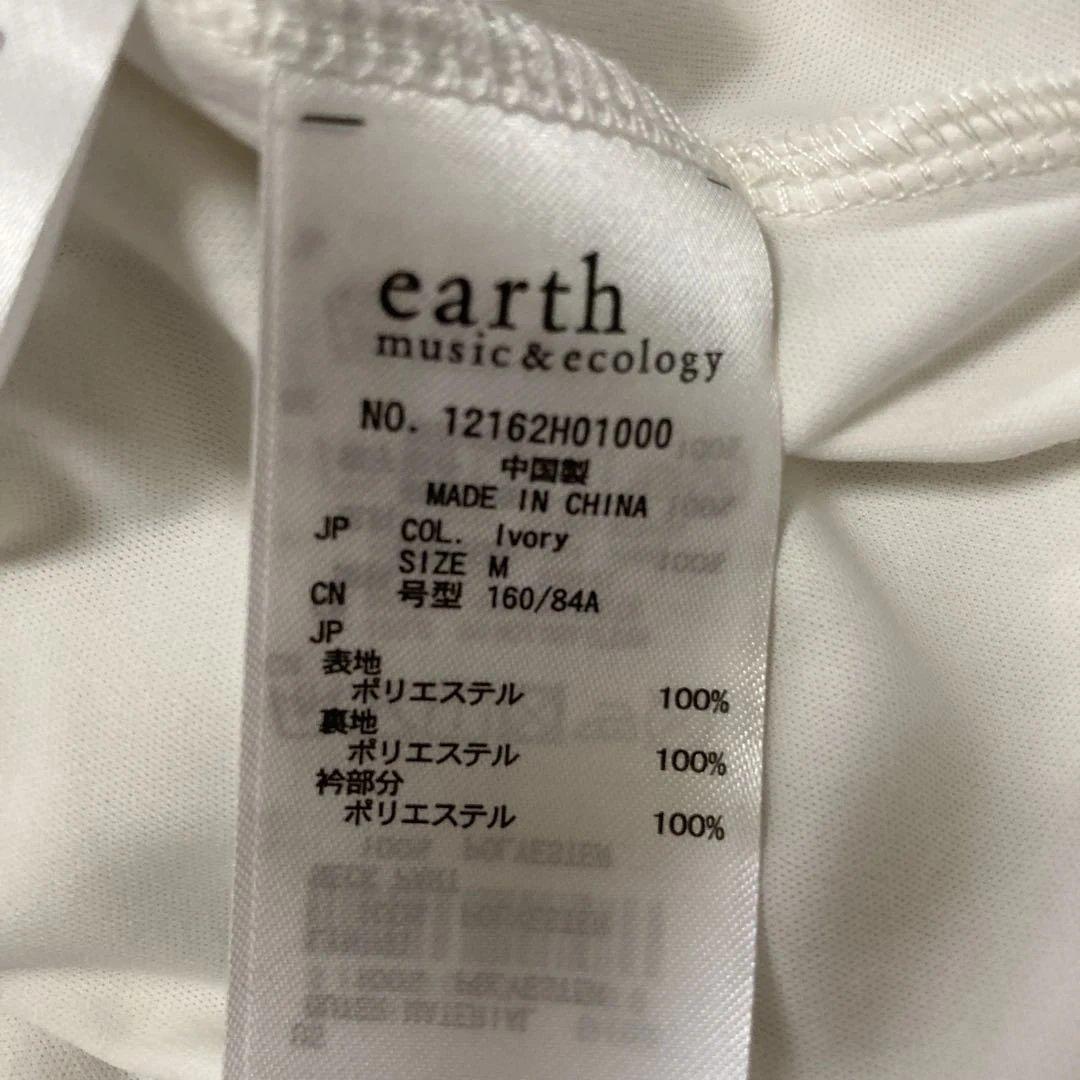 earth
music&ecology
NO. 12162H01000
中国製
MADE IN CHINA
JP COL. Ivory
SIZE M
CN 号型 160/84A
JP
表地
ポリエステル 100%
裏地
ポリエステル 100%
衿部分
ポリエステル 100%